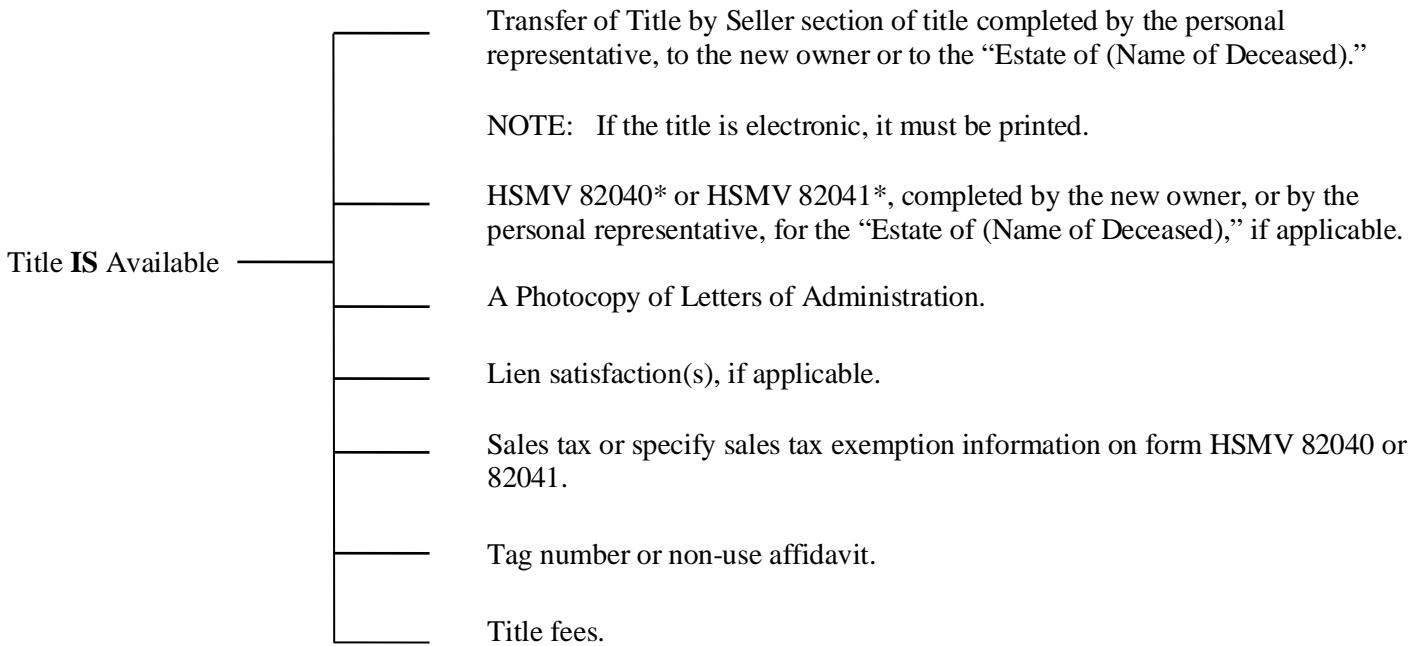 Transfer of Title by Seller section of title completed by the personal
representative, to the new owner or to the “Estate of (Name of Deceased).”
NOTE: If the title is electronic, it must be printed.
HSMV 82040* or HSMV 82041*, completed by the new owner, or by the
personal representative, for the “Estate of (Name of Deceased),” if applicable.
Title IS Available
A Photocopy of Letters of Administration.
Lien satisfaction(s), if applicable.
Sales tax or specify sales tax exemption information on form HSMV 82040 or
82041.
Tag number or non-use affidavit.
Title fees.